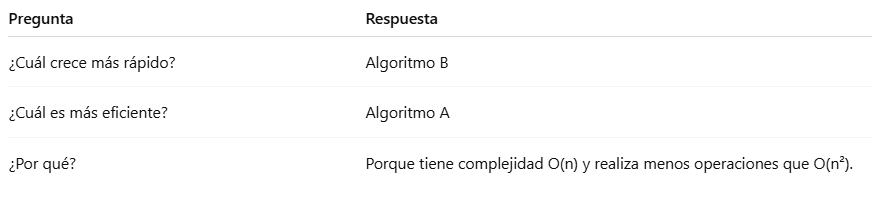 Pregunta Respuesta
¿Cuál crece más rápido? Algoritmo B
¿Cuál es más eficiente? Algoritmo A
¿Por qué? Porque tiene complejidad O(n) y realiza menos operaciones que O(n²).